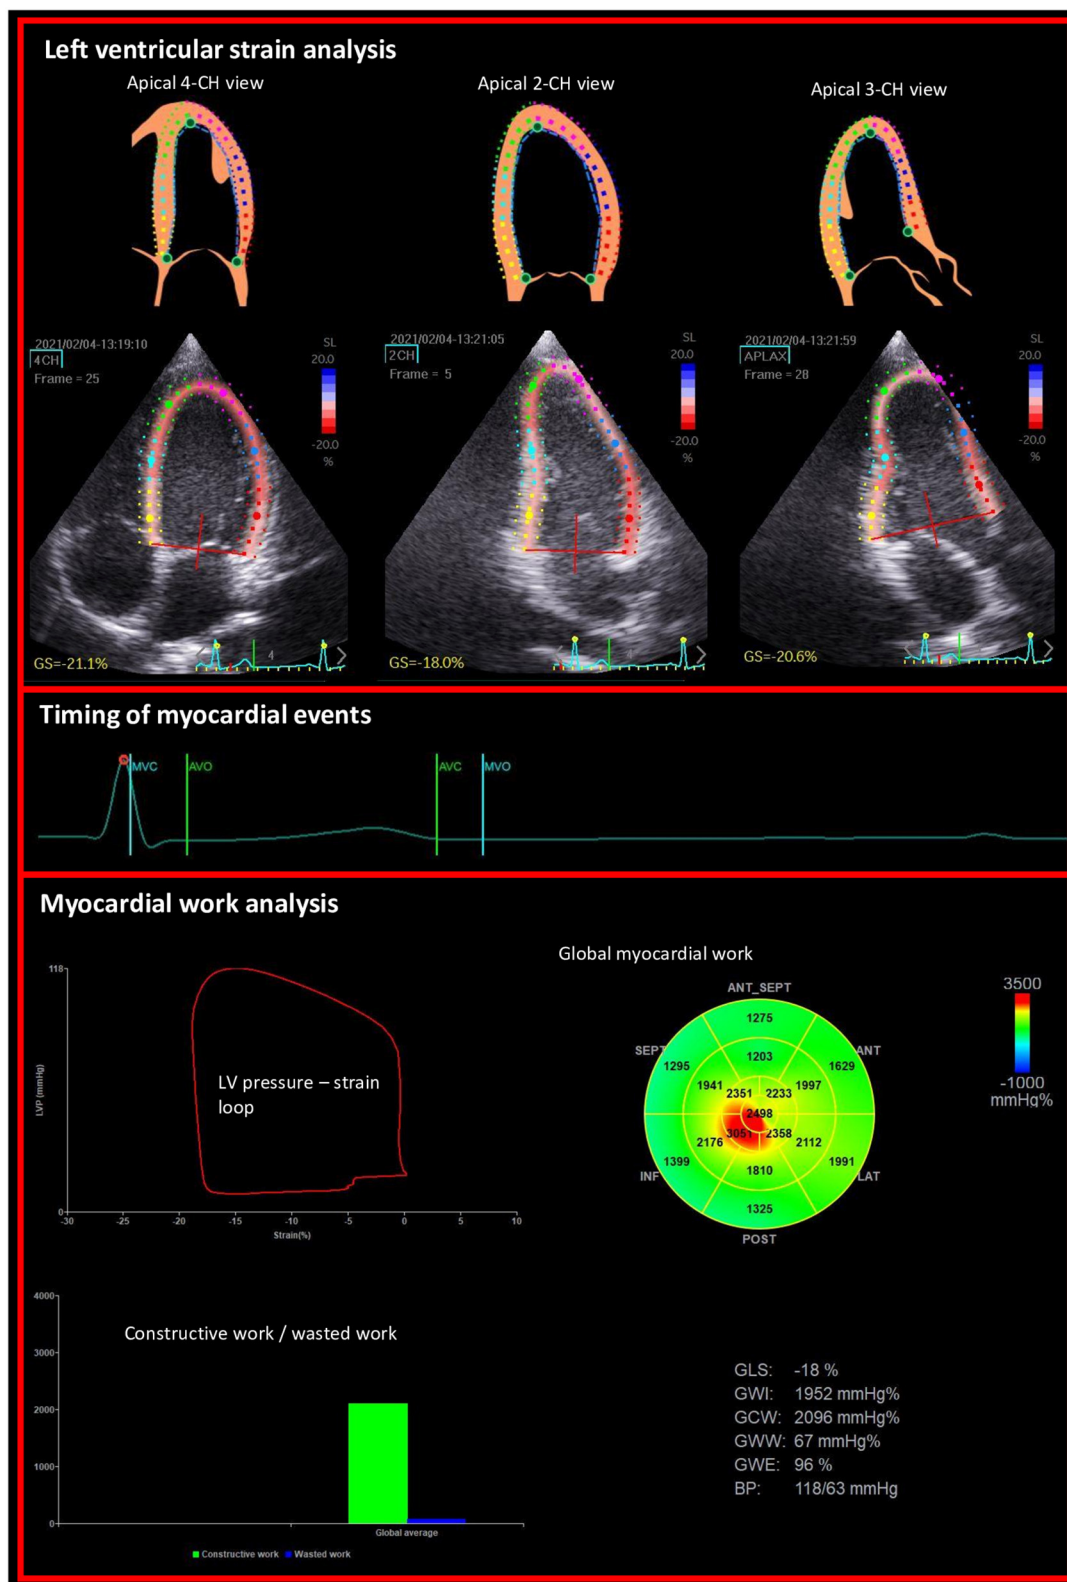 Left ventricular strain analysis
Apical 4-CH view
Apical 2-CH view
Apical 3-CH view
2021/02/04-13:19:10
4CH
Frame = 25
SL
20.0
-20.0
%
GS=-21.1%
4
2021/02/04-13:21:05
2CH
Frame = 5
SL
20.0
-20.0
%
GS=-18.0%
2021/02/04-13:21:59
APLAX
Frame = 28
SL
20.0
-20.0
%
GS=-20.6%
Timing of myocardial events
MVC AVO AVC MVO
Myocardial work analysis
118
LVP (mmHg)
0
-30 -25 -20 -15 -10 -5 0 5 10
Strain(%)
LV pressure – strain
loop
Global myocardial work
ANT_SEPT
1275
SEPT 1295 1203 1629 ANT
1941 2351 2233 1997
2498
2176 3051 2358 2112
INF 1399 1810 1991 LAT
1325
POST
3500
-1000
mmHg%
4000
3000
2000
1000
0
Constructive work / wasted work
Global average
Constructive work Wasted work
GLS: -18 %
GWI: 1952 mmHg%
GCW: 2096 mmHg%
GWW: 67 mmHg%
GWE: 96 %
BP: 118/63 mmHg